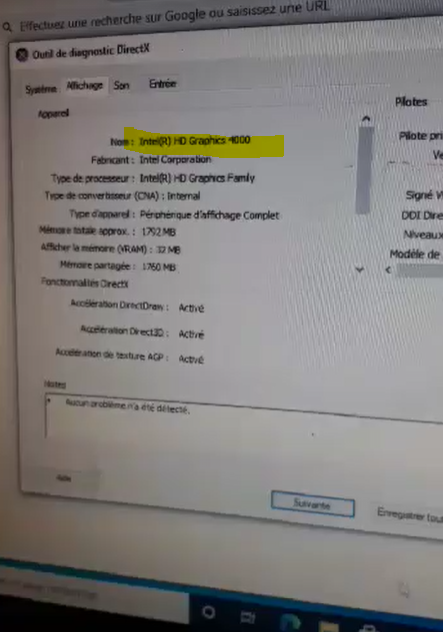 Effectuez une recherche sur Google ou saisissez une URL
Outil de diagnostic DirectX
Système Affichage Son Entrée
Appareil
Nom : Intel(R) HD Graphics 4000
Fabricant : Intel Corporation
Type de processeur : Intel(R) HD Graphics Family
Type de convertisseur (CNA) : Internal
Type d'appareil : Périphérique d'affichage Complet
Mémoire totale approx. : 1792 MB
Afficher la mémoire (VRAM) : 32 MB
Mémoire partagée : 1760 MB
Pilotes
Pilote pri
Ve
Signé W
DDI Dire
Niveaux
Modèle de
Fonctionnalités DirectX
Accélération DirectDraw : Activé
Accélération Direct3D : Activé
Accélération de texture AGP : Activé
Notes
• Aucun problème n'a été détecté.
Aide
Suivante
Enregistrer tou